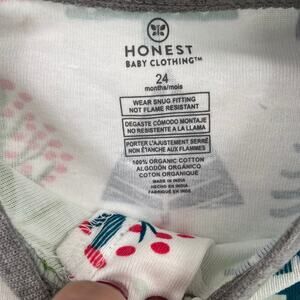 HONEST
BABY CLOTHING™
24
months/mois
WEAR SNUG FITTING
NOT FLAME RESISTANT
DEGASTE CÓMODO MONTAJE
NO RESISTENTE A LA LLAMA
PORTER L'AJUSTEMENT SERRÉ
NON ÉTANCHE AUX FLAMMES
100% ORGANIC COTTON
ALGODÓN ORGÁNICO
COTON ORGANIQUE
MADE IN INDIA
HECHO EN INDIA
FABRIQUÉ EN INDE